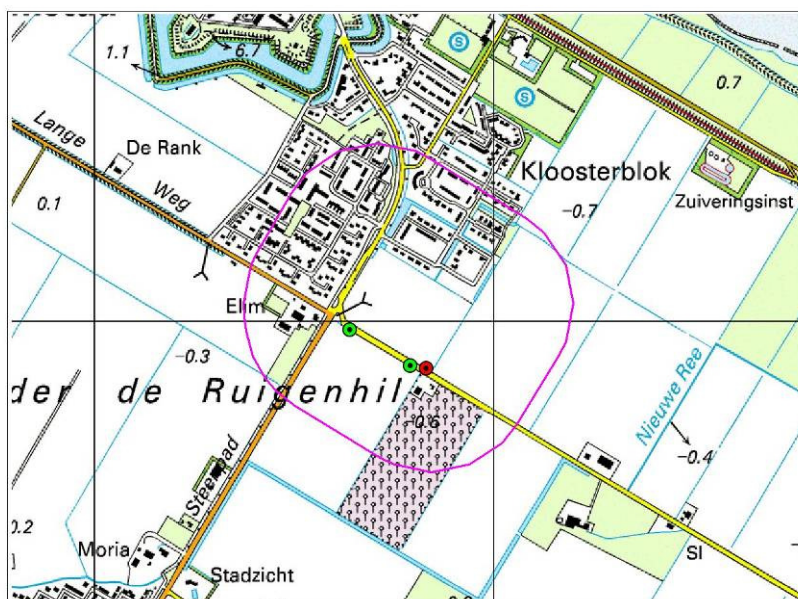 6.7
1.1
S
0.7
Lange
De Rank
Kloosterblok
S
Weg
-0.7
Zuiveringsinst
0.1
Elim
-0.3
der de Ruigenhil
-0.6
Nieuwe Ree
-0.4
0.2
Moria
Stadzicht
SI